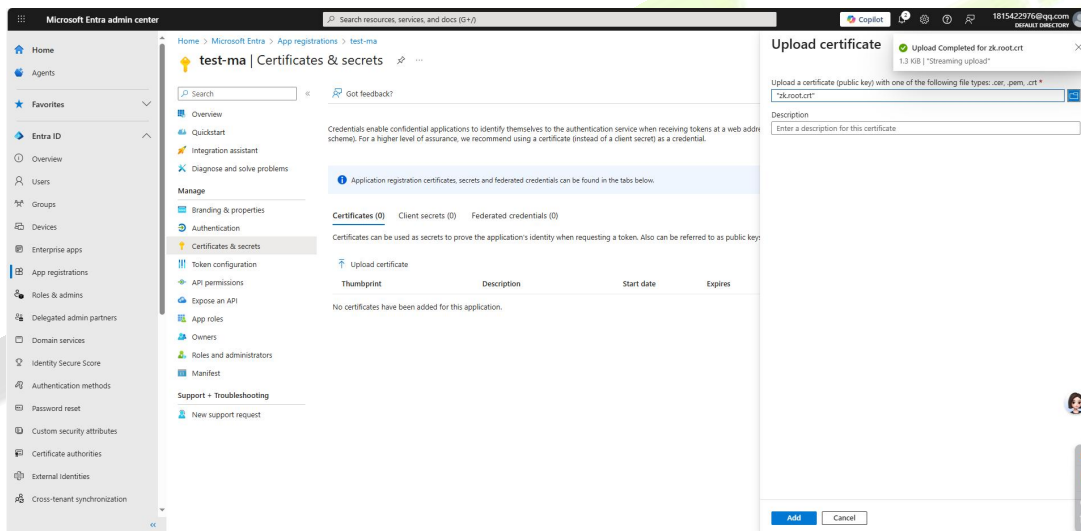 Microsoft Entra admin center
Search resources, services, and docs (G+/)
Copilot
2
1815422976@qq.com
DEFAULT DIRECTORY
Home
Agents
Favorites
Entra ID
Overview
Users
Groups
Devices
Enterprise apps
App registrations
Roles & admins
Delegated admin partners
Domain services
Identity Secure Score
Authentication methods
Password reset
Custom security attributes
Certificate authorities
External Identities
Cross-tenant synchronization
«
Home > Microsoft Entra > App registrations > test-ma
test-ma | Certificates & secrets
...
Search
«
Overview
Quickstart
Integration assistant
Diagnose and solve problems
Manage
Branding & properties
Authentication
Certificates & secrets
Token configuration
API permissions
Expose an API
App roles
Owners
Roles and administrators
Manifest
Support + Troubleshooting
New support request
Got feedback?
Credentials enable confidential applications to identify themselves to the authentication service when receiving tokens at a web addre
scheme). For a higher level of assurance, we recommend using a certificate (instead of a client secret) as a credential.
Application registration certificates, secrets and federated credentials can be found in the tabs below.
Certificates (0) Client secrets (0) Federated credentials (0)
Certificates can be used as secrets to prove the application's identity when requesting a token. Also can be referred to as public keys
Upload certificate
Thumbprint Description Start date Expires
No certificates have been added for this application.
Upload certificate
Upload Completed for zk.root.crt
1.3 KiB | "Streaming upload"
Upload a certificate (public key) with one of the following file types: .cer, .pem, .crt *
"zk.root.crt"
Description
Enter a description for this certificate
Add Cancel